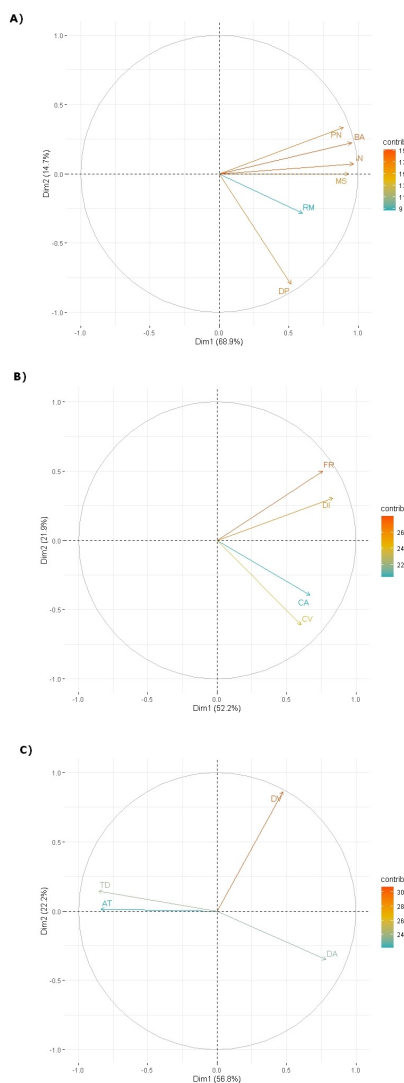 A)
1.0
0.5
0.0
-0.5
-1.0
Dim2 (14.7%)
PN
BA
MS
RM
DP
-1.0 -0.5 0.0 0.5 1.0
Dim1 (68.9%)
contrib
B)
1.0
0.5
0.0
-0.5
-1.0
Dim2 (21.9%)
FR
DI
CA
CV
-1.0 -0.5 0.0 0.5 1.0
Dim1 (52.2%)
contrib
26
24
22
C)
1.0
0.5
0.0
-0.5
-1.0
Dim2 (22.2%)
DV
TD
AT
DA
-1.0 -0.5 0.0 0.5 1.0
Dim1 (56.8%)
contrib
30
28
26
24